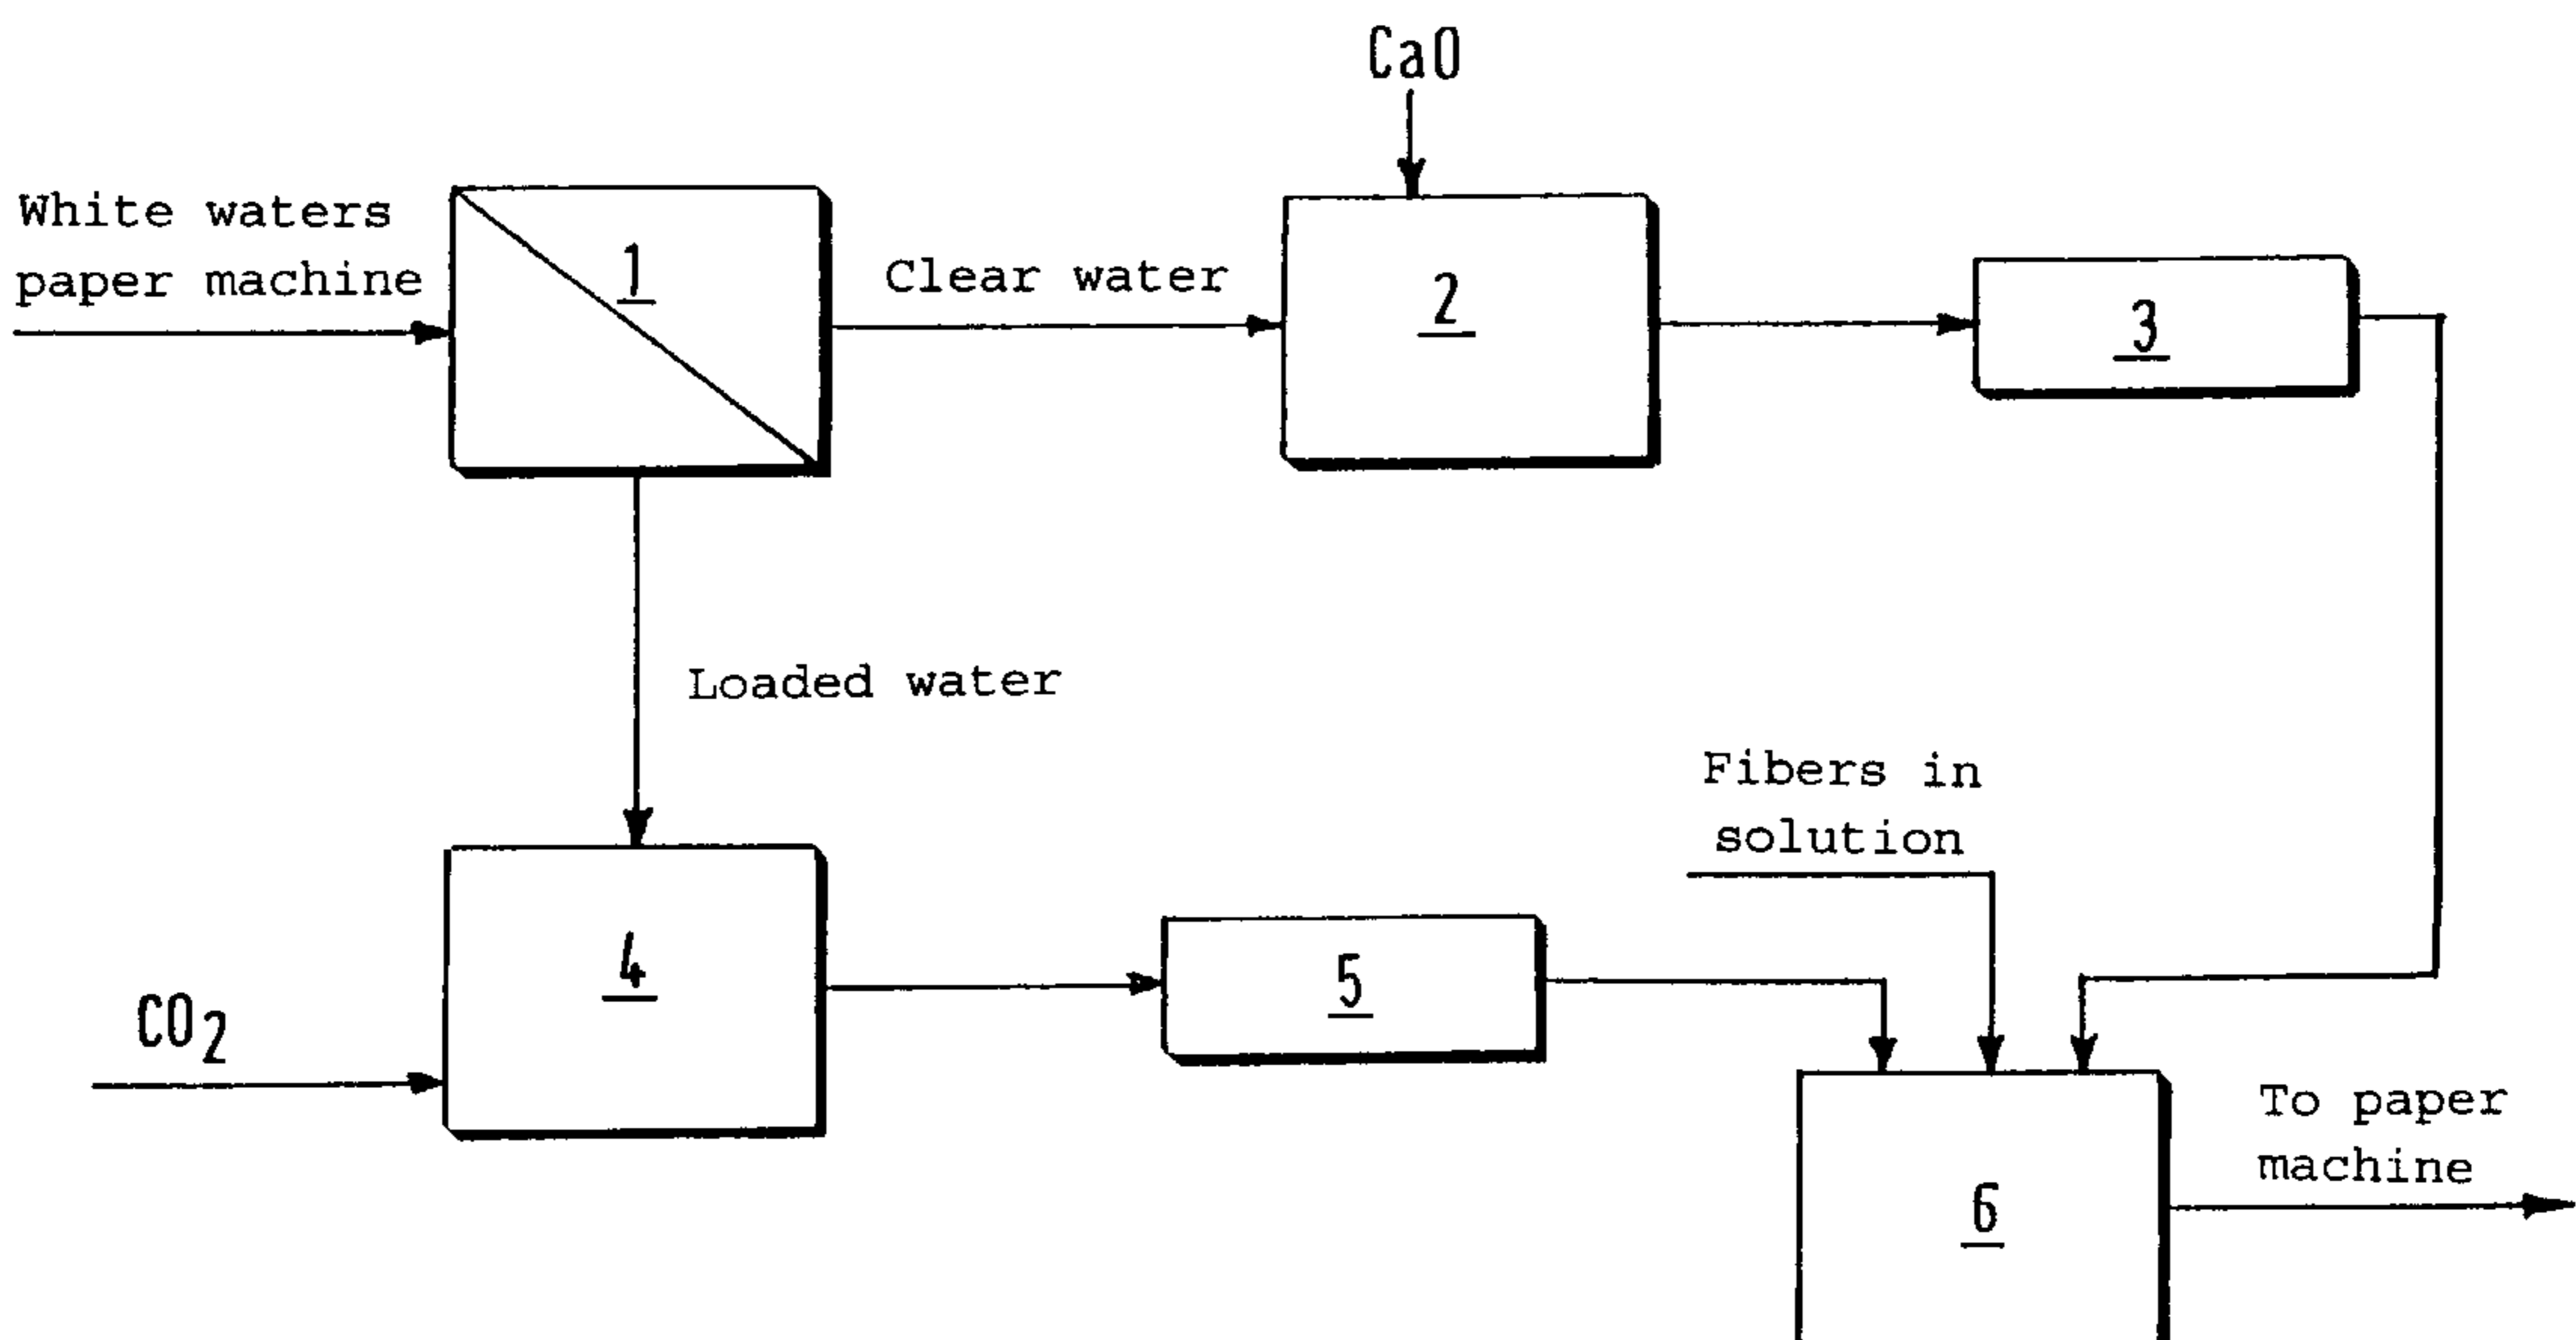 CaO
White waters
paper machine
1
Clear water
2
3
Loaded water
Fibers in
solution
4
5
CO2
To paper
machine
6